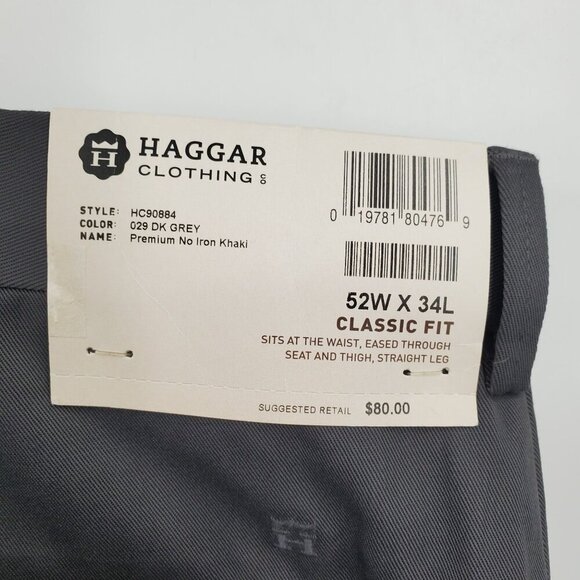 H HAGGAR
CLOTHING CO
STYLE: HC90884
COLOR: 029 DK GREY
NAME: Premium No Iron Khaki
0 19781 80476 9
52W X 34L
CLASSIC FIT
SITS AT THE WAIST, EASED THROUGH
SEAT AND THIGH, STRAIGHT LEG
SUGGESTED RETAIL $80.00
H